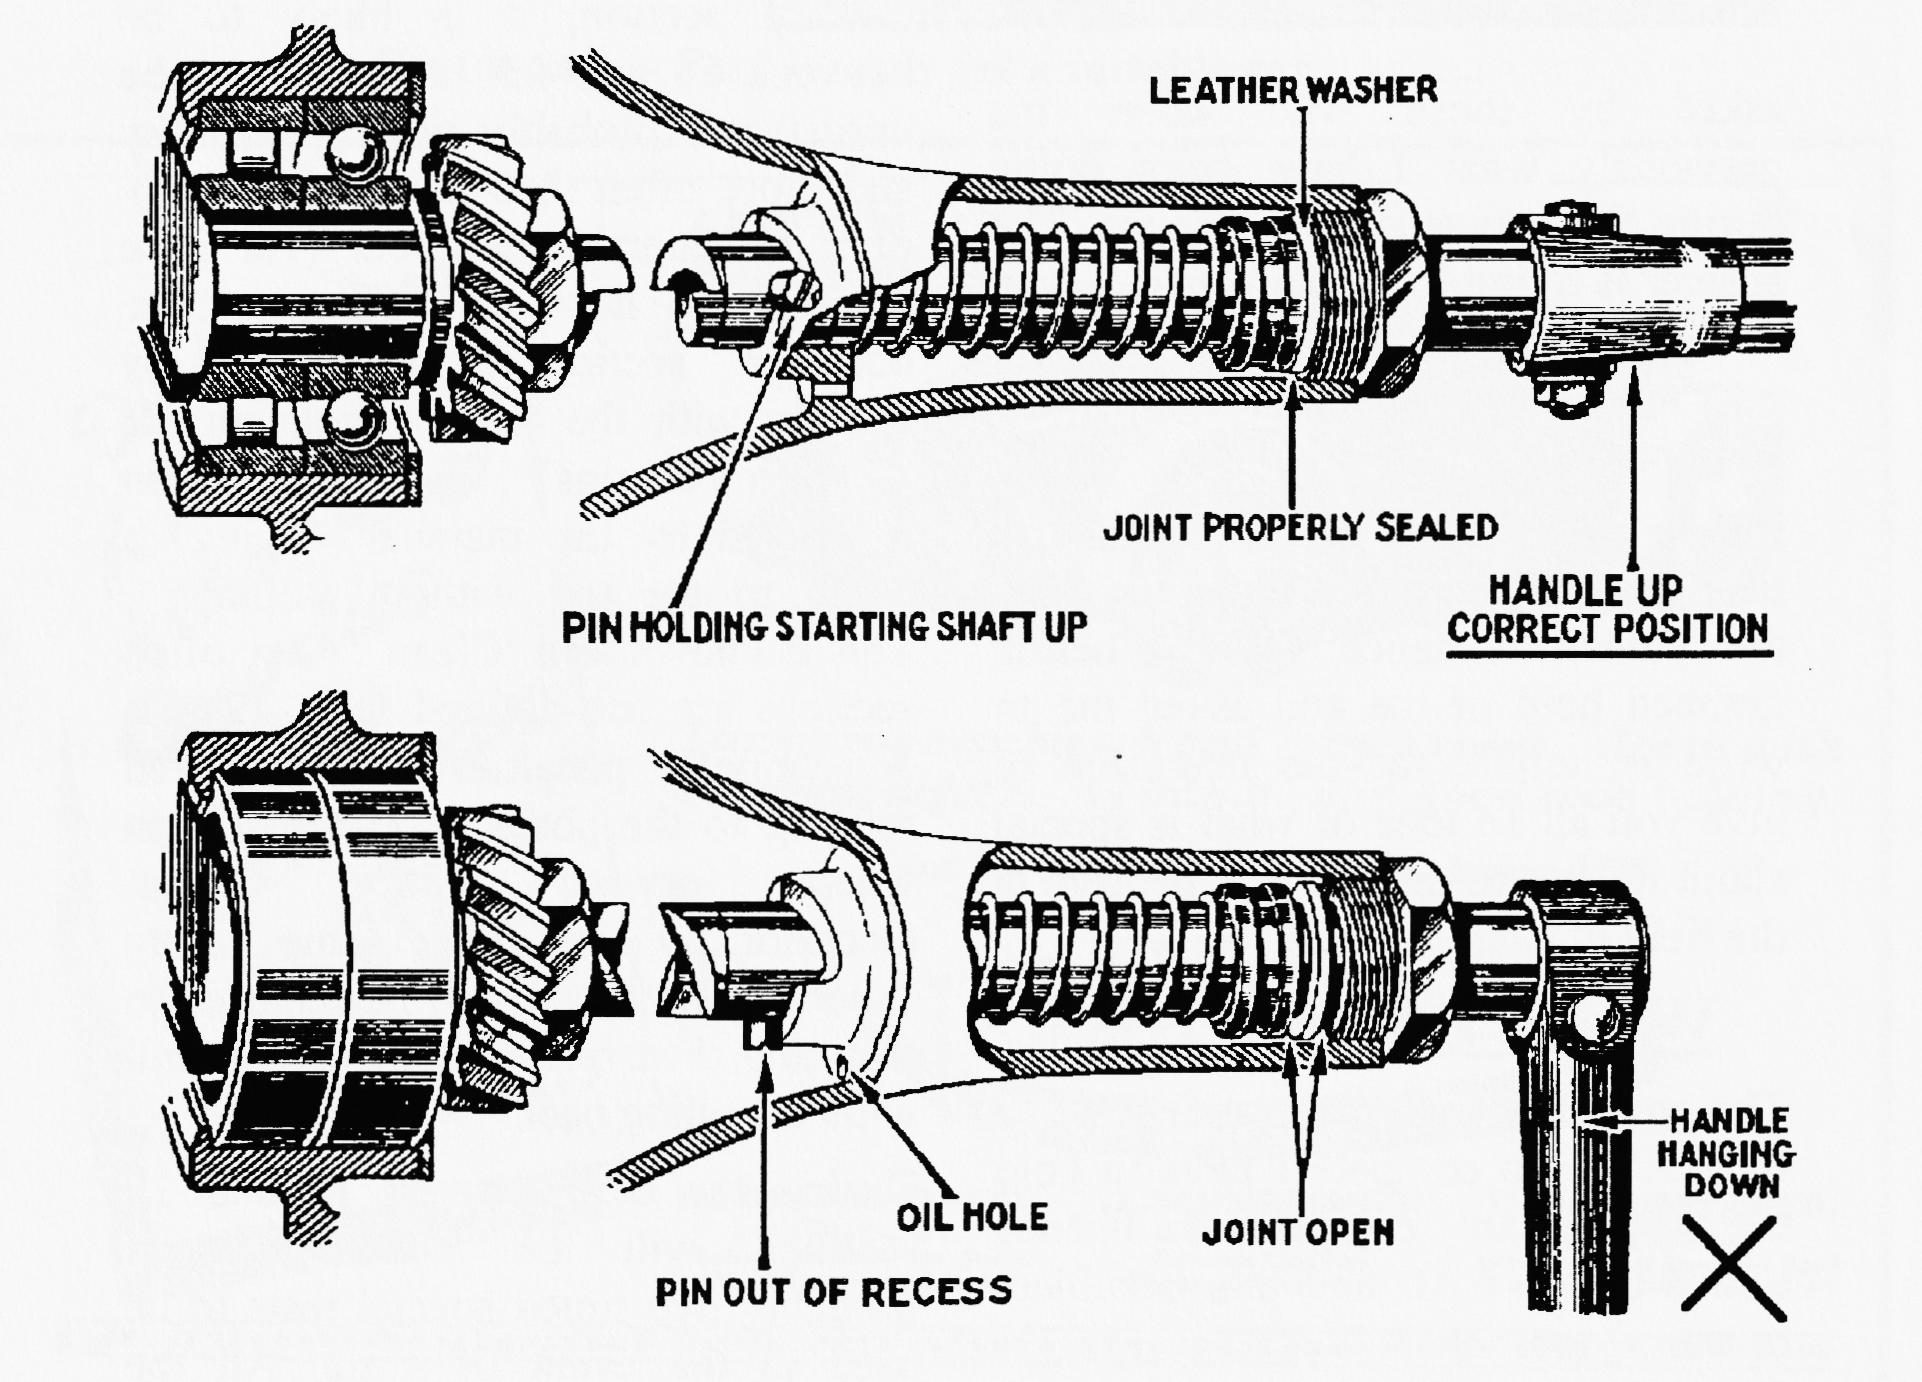 LEATHER WASHER
JOINT PROPERLY SEALED
HANDLE UP
CORRECT POSITION
PIN HOLDING STARTING SHAFT UP
HANDLE
HANGING
DOWN
OIL HOLE
JOINT OPEN
PIN OUT OF RECESS